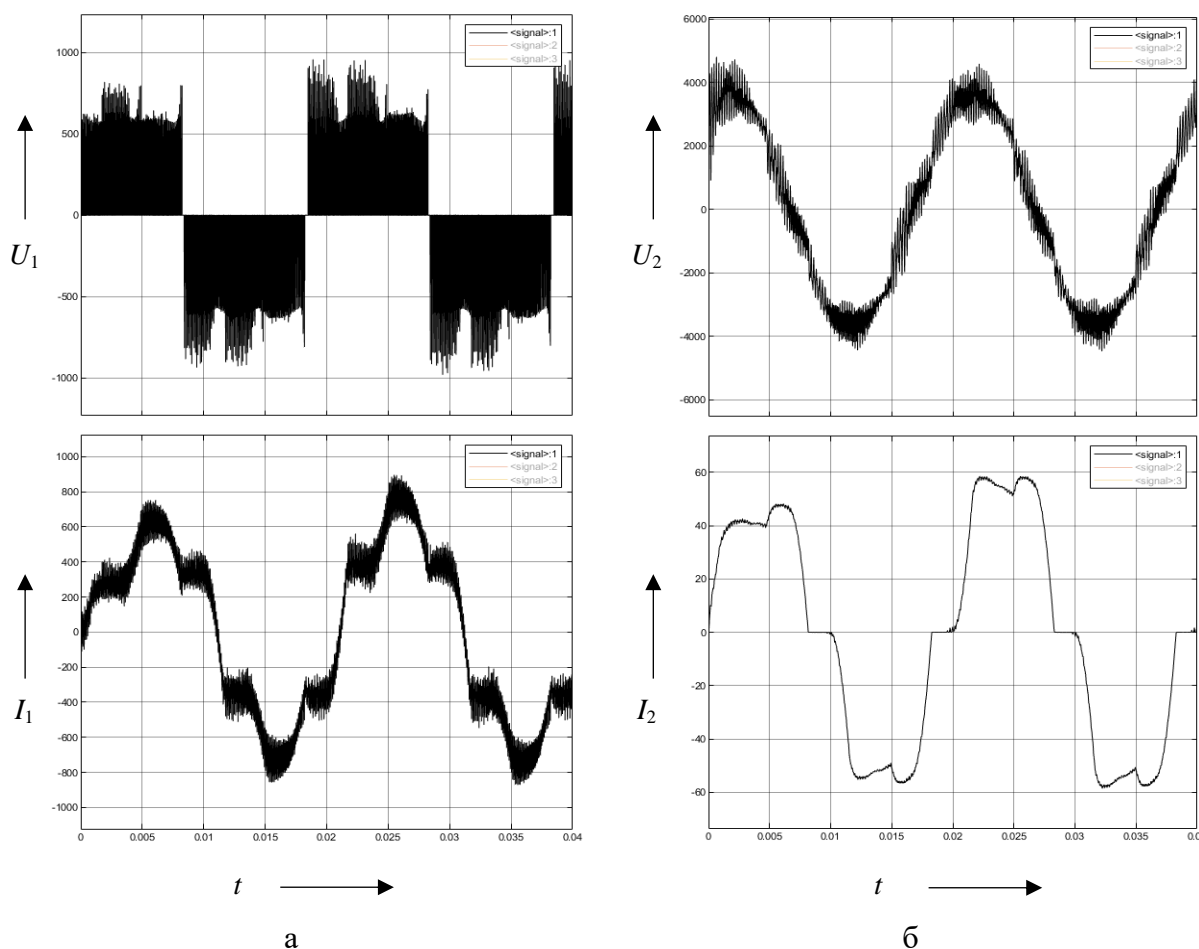 <signal>:1
<signal>:2
<signal>:3
1000
500
0
-500
-1000
U1
<signal>:1
<signal>:2
<signal>:3
6000
4000
2000
0
-2000
-4000
-6000
U2
<signal>:1
<signal>:2
<signal>:3
1000
800
600
400
200
0
-200
-400
-600
-800
-1000
I1
0 0.005 0.01 0.015 0.02 0.025 0.03 0.035 0.04
t
а
<signal>:1
<signal>:2
<signal>:3
60
40
20
0
-20
-40
-60
I2
0 0.005 0.01 0.015 0.02 0.025 0.03 0.035 0.0
t
б